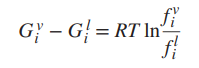 G_i^v − G_i^l = RT ln f_i^v / f_i^l